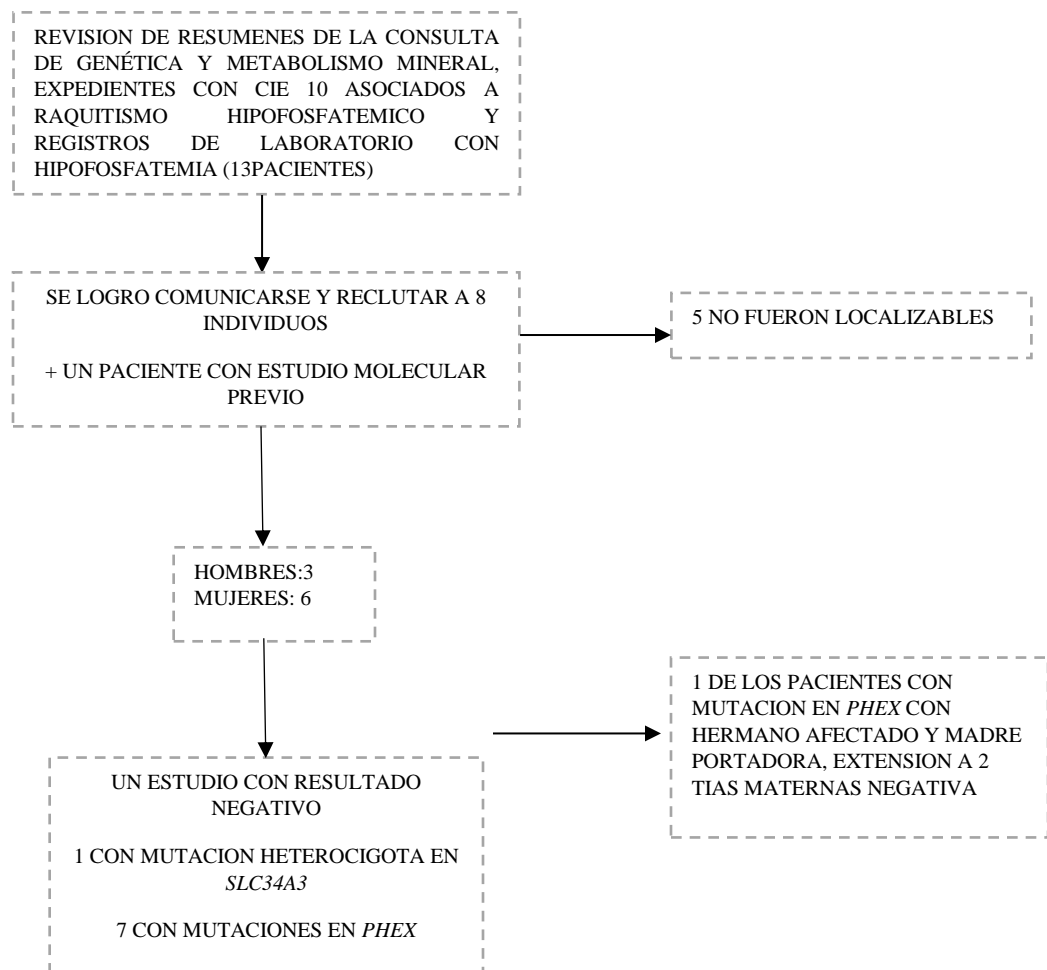 REVISION DE RESUMENES DE LA CONSULTA
DE GENÉTICA Y METABOLISMO MINERAL,
EXPEDIENTES CON CIE 10 ASOCIADOS A
RAQUITISMO HIPOFOSFATEMICO Y
REGISTROS DE LABORATORIO CON
HIPOFOSFATEMIA (13PACIENTES)
SE LOGRO COMUNICARSE Y RECLUTAR A 8
INDIVIDUOS
+ UN PACIENTE CON ESTUDIO MOLECULAR
PREVIO
5 NO FUERON LOCALIZABLES
HOMBRES:3
MUJERES: 6
1 DE LOS PACIENTES CON
MUTACION EN PHEX CON
HERMANO AFECTADO Y MADRE
PORTADORA, EXTENSION A 2
TIAS MATERNAS NEGATIVA
UN ESTUDIO CON RESULTADO
NEGATIVO
1 CON MUTACION HETEROCIGOTA EN
SLC34A3
7 CON MUTACIONES EN PHEX